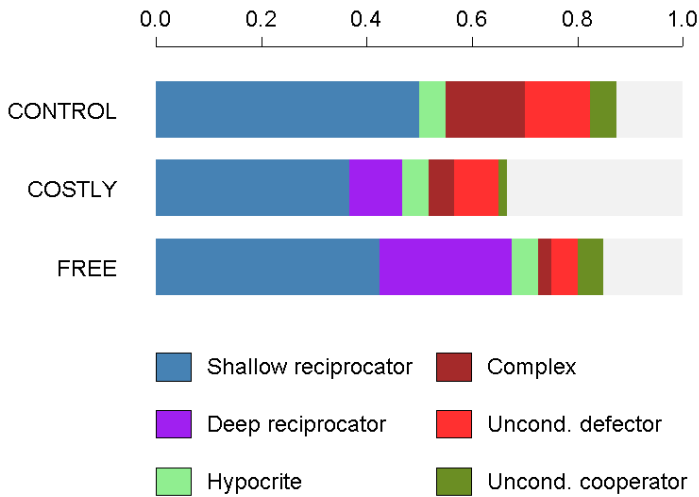 0.0 0.2 0.4 0.6 0.8 1.0
CONTROL
COSTLY
FREE
Shallow reciprocator
Complex
Deep reciprocator
Uncond. defector
Hypocrite
Uncond. cooperator